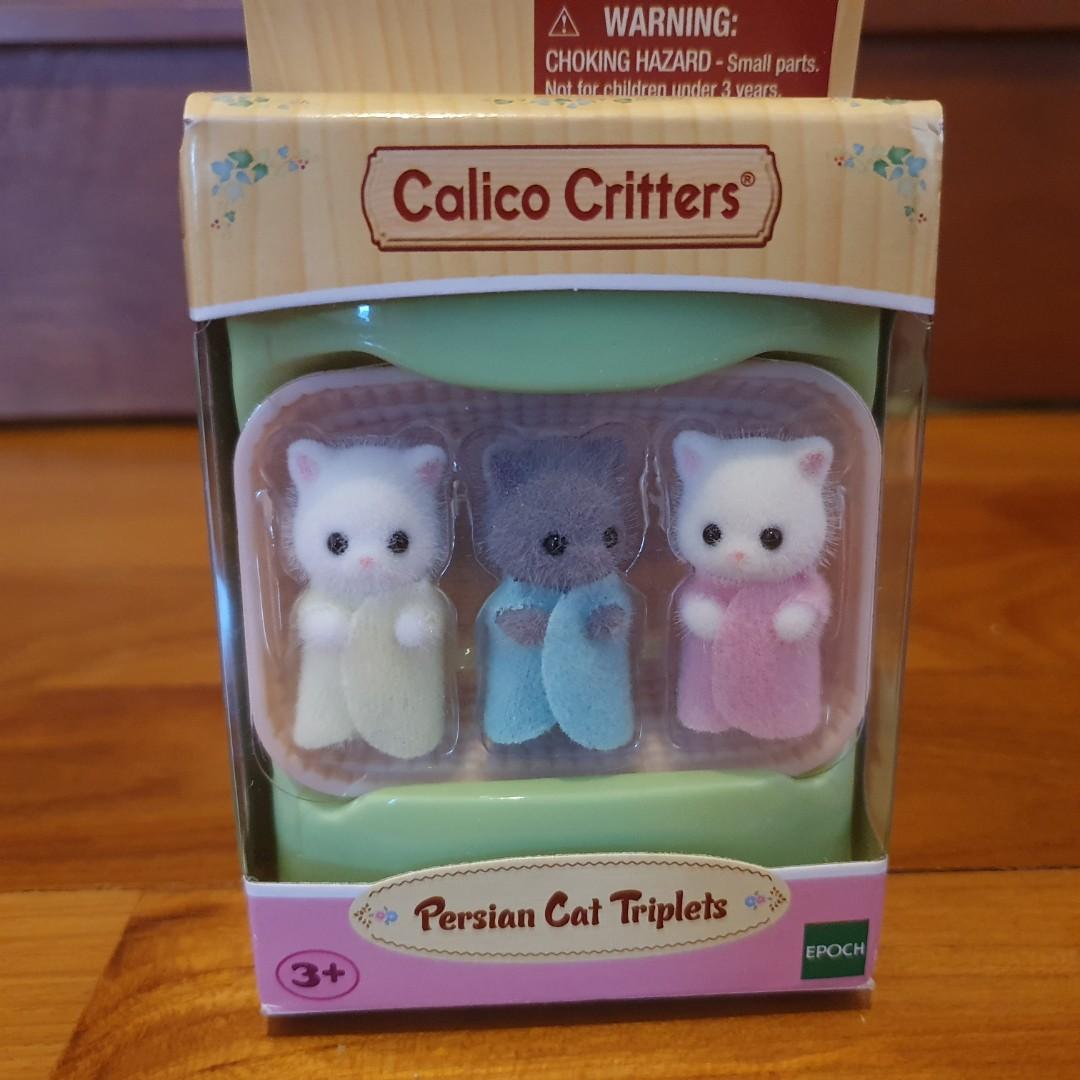 WARNING:
CHOKING HAZARD - Small parts.
Not for children under 3 years.
Calico Critters®
Persian Cat Triplets
3+
EPOCH